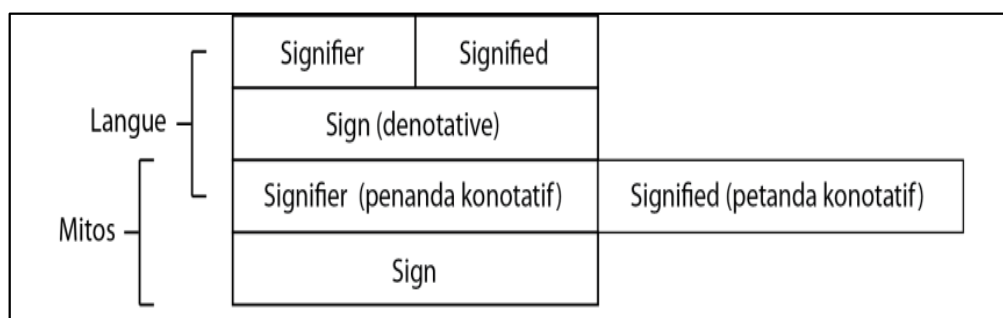 Signifier Signified
Langue
Sign (denotative)
Signifier (penanda konotatif) Signified (petanda konotatif)
Mitos
Sign